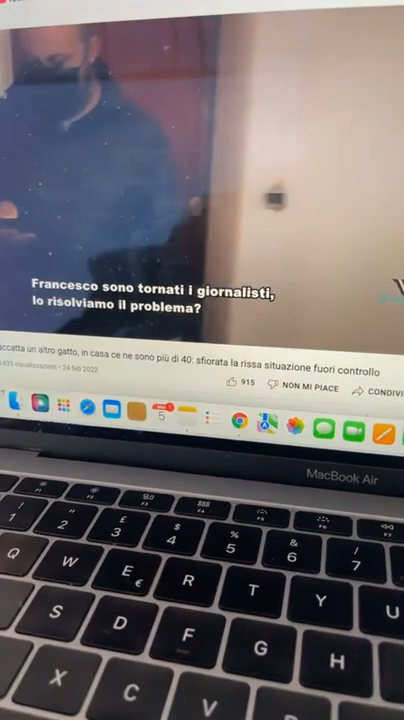 Francesco sono tornati i giornalisti,
lo risolviamo il problema?
accatta un altro gatto, in casa ce ne sono più di 40: sfiorata la rissa situazione fuori controllo
visualizzazioni • 24 feb 2022
915 NON MI PIACE CONDIVI
5
MacBook Air
F1 F2 F3 F4 F5 F6 F7
! " £ $ % & /
1 2 3 4 5 6 7
Q W E € R T Y U
S D F G H
X C V